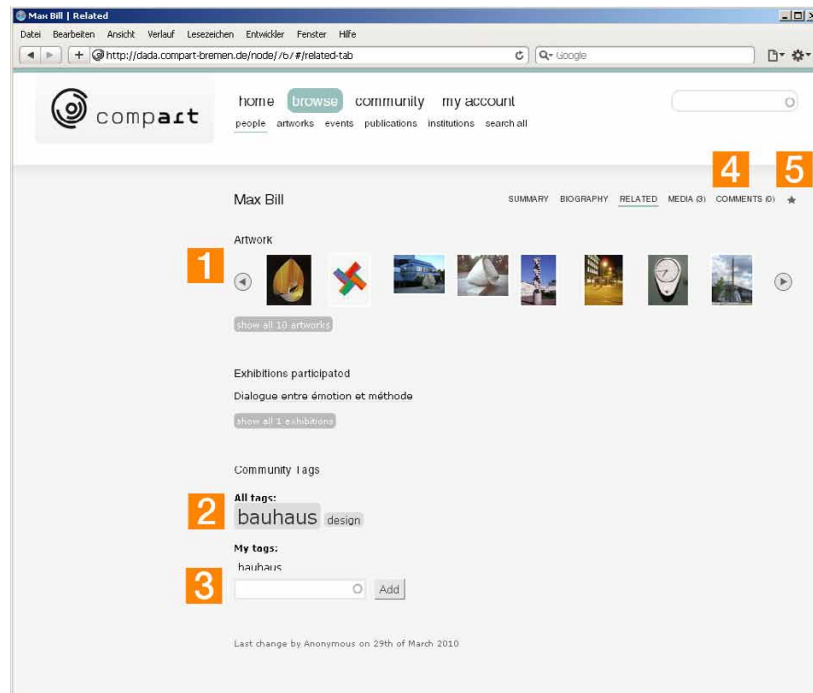 Max Bill | Related
Datei Bearbeiten Ansicht Verlauf Lesezeichen Entwickler Fenster Hilfe
http://dada.compart-bremen.de/node/767#/related-tab
Google
compart
home browse community my account
people artworks events publications institutions search all
4 5
Max Bill
SUMMARY BIOGRAPHY RELATED MEDIA (3) COMMENTS (0)
Artwork
1
show all 10 artworks
Exhibitions participated
Dialogue entre émotion et méthode
show all 1 exhibitions
Community Tags
All tags:
2
bauhaus design
My tags:
bauhaus
3
Add
Last change by Anonymous on 29th of March 2010